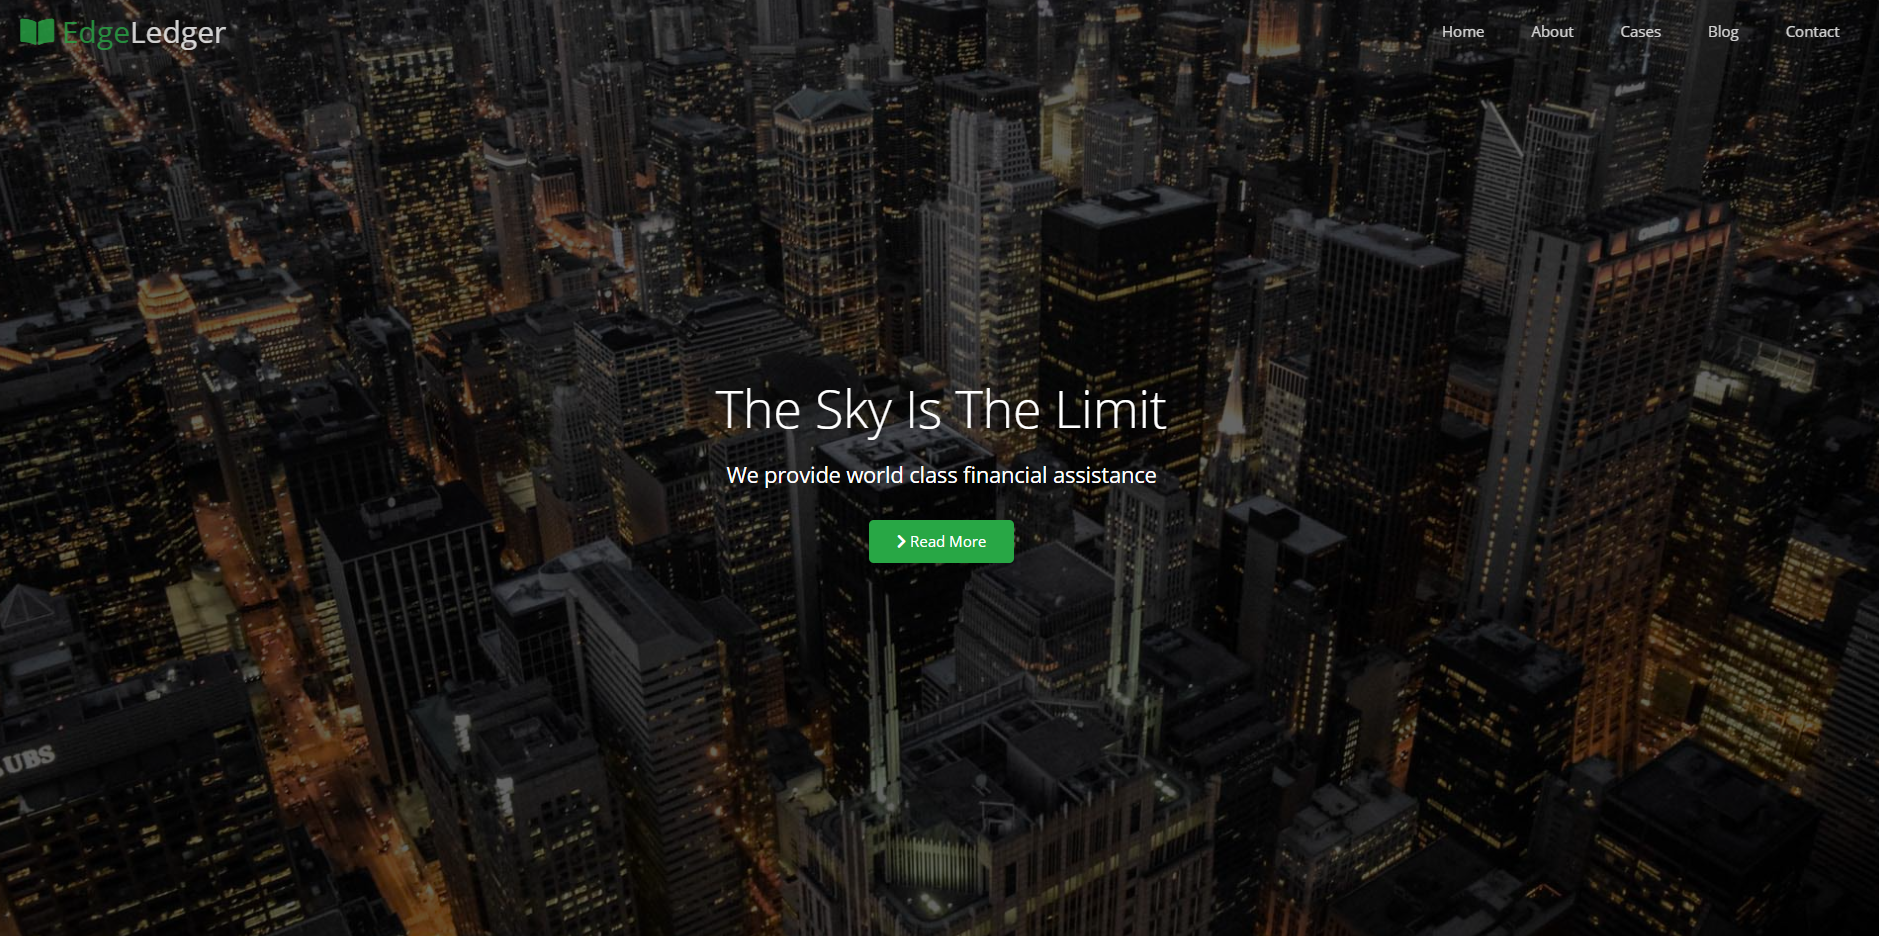 EdgeLedger
Home
About
Cases
Blog
Contact
The Sky Is The Limit
We provide world class financial assistance
Read More
UBS